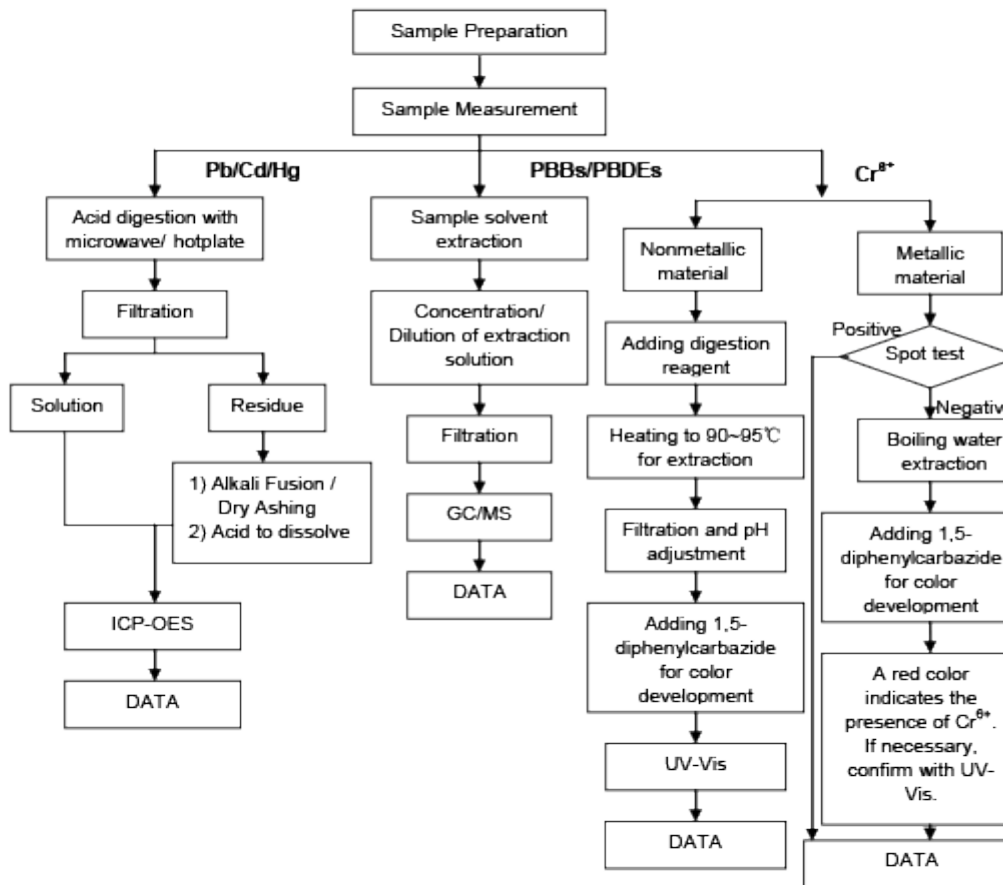 Sample Preparation
Sample Measurement
Pb/Cd/Hg
PBBs/PBDEs
Cr⁶⁺
Acid digestion with
microwave/ hotplate
Filtration
Solution
Residue
1) Alkali Fusion /
Dry Ashing
2) Acid to dissolve
ICP-OES
DATA
Sample solvent
extraction
Concentration/
Dilution of extraction
solution
Filtration
GC/MS
DATA
Nonmetallic
material
Adding digestion
reagent
Heating to 90~95℃
for extraction
Filtration and pH
adjustment
Adding 1,5-
diphenylcarbazide
for color
development
UV-Vis
DATA
Metallic
material
Positive
Spot test
Negative
Boiling water
extraction
Adding 1,5-
diphenylcarbazide
for color
development
A red color
indicates the
presence of Cr⁶⁺.
If necessary,
confirm with UV-
Vis.
DATA